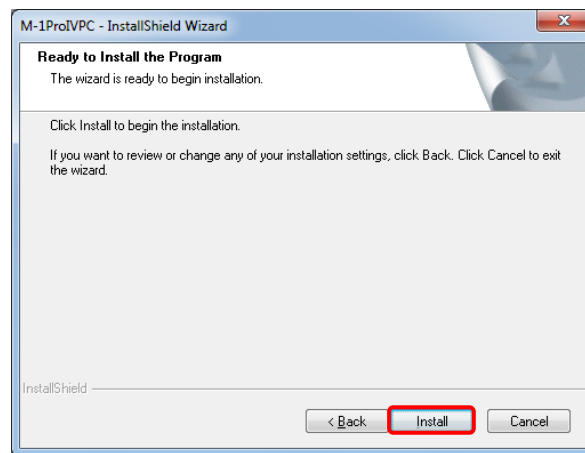 M-1ProIVPC - InstallShield Wizard
Ready to Install the Program
The wizard is ready to begin installation.
Click Install to begin the installation.
If you want to review or change any of your installation settings, click Back. Click Cancel to exit
the wizard.
InstallShield
< Back Install Cancel